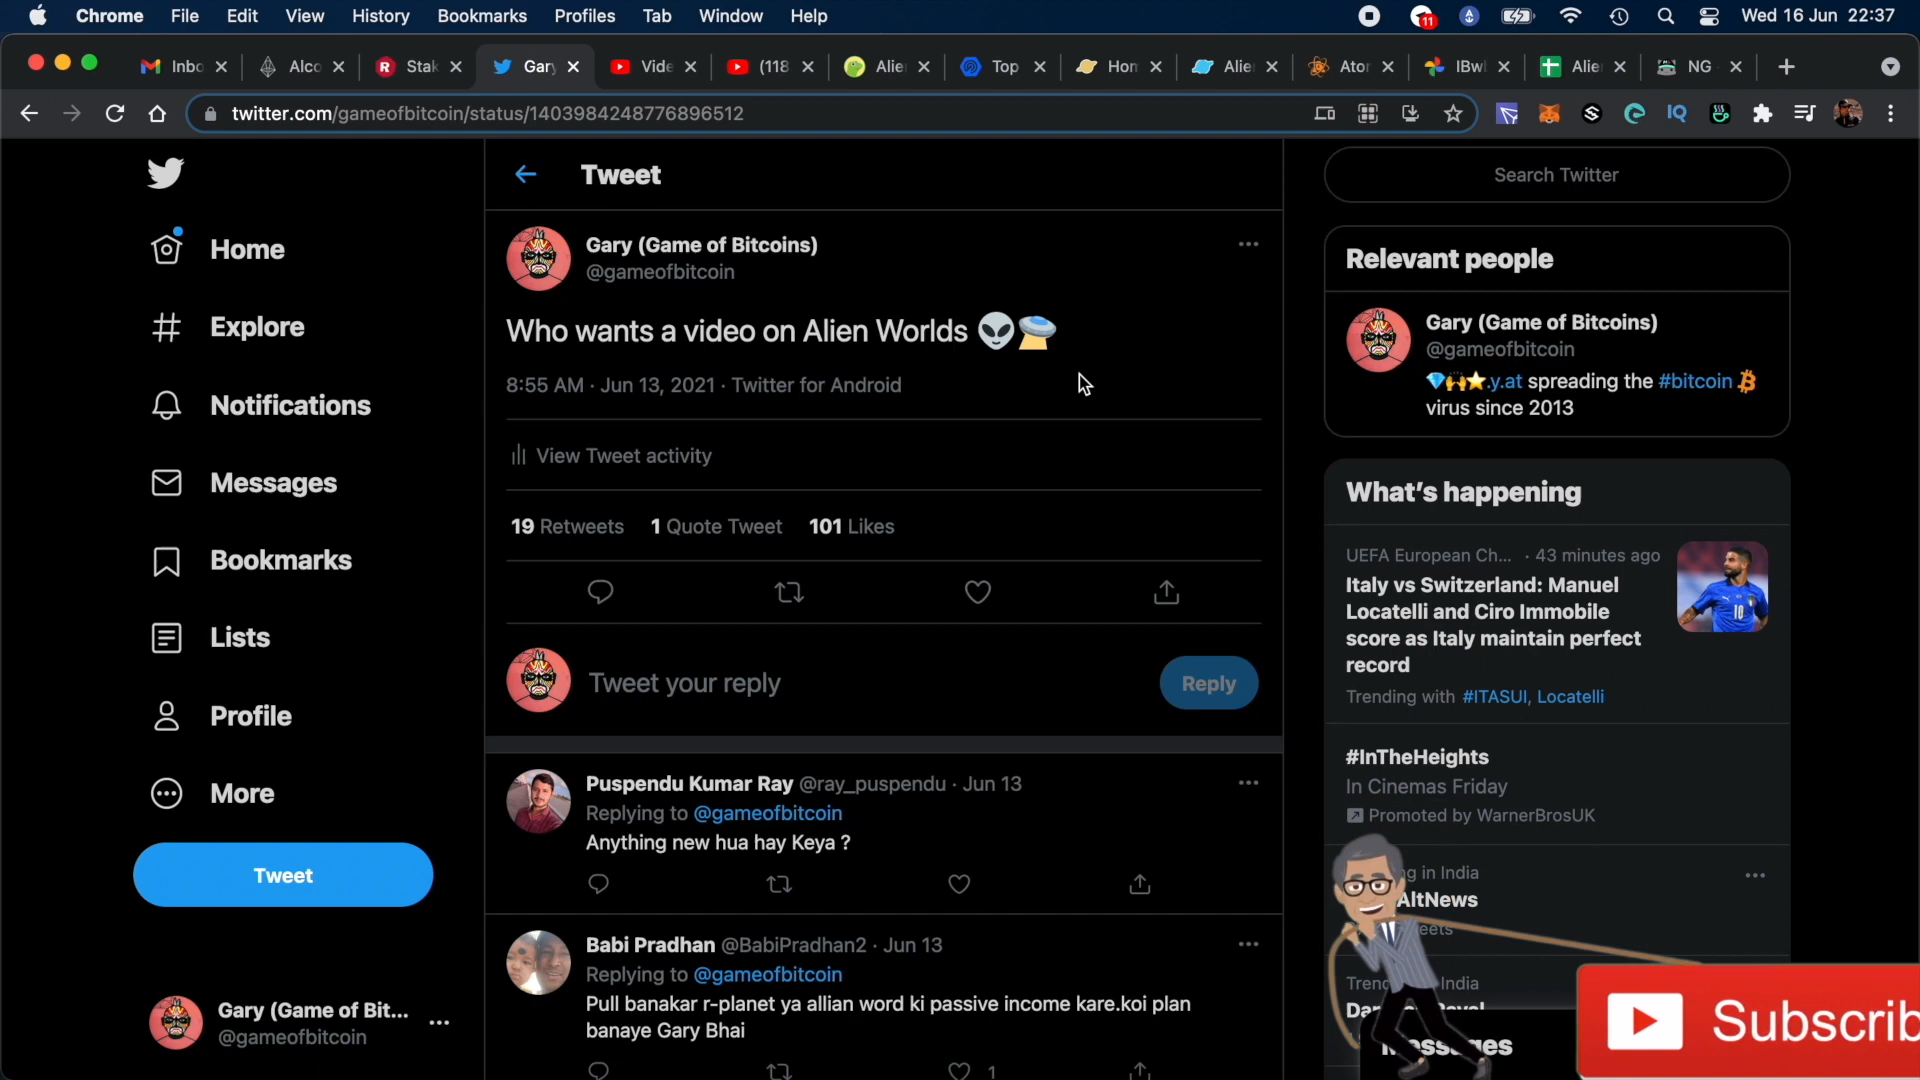 Chrome File Edit View History Bookmarks Profiles Tab Window Help
11
Wed 16 Jun 22:37
Inbo
Alco
Stak
Gary
Vide
(118
Alie
Top
Hom
Alie
Ator
IBwi
Alie
NG
twitter.com/gameofbitcoin/status/1403984248776896512
Home
Explore
Notifications
Messages
Bookmarks
Lists
Profile
More
Tweet
Gary (Game of Bit...
@gameofbitcoin
Tweet
Gary (Game of Bitcoins)
@gameofbitcoin
Who wants a video on Alien Worlds 👽🛸
8:55 AM · Jun 13, 2021 · Twitter for Android
View Tweet activity
19 Retweets 1 Quote Tweet 101 Likes
Tweet your reply
Reply
Puspendu Kumar Ray @ray_puspendu · Jun 13
Replying to @gameofbitcoin
Anything new hua hay Keya ?
Babi Pradhan @BabiPradhan2 · Jun 13
Replying to @gameofbitcoin
Pull banakar r-planet ya allian word ki passive income kare.koi plan
banaye Gary Bhai
1
Search Twitter
Relevant people
Gary (Game of Bitcoins)
@gameofbitcoin
💎🙌⭐.y.at spreading the #bitcoin
virus since 2013
What's happening
UEFA European Ch... · 43 minutes ago
Italy vs Switzerland: Manuel
Locatelli and Ciro Immobile
score as Italy maintain perfect
record
10
Trending with #ITASUI, Locatelli
#InTheHeights
In Cinemas Friday
Promoted by WarnerBrosUK
ng in India
AltNews
eets
Trend India
Messages
Subscrib